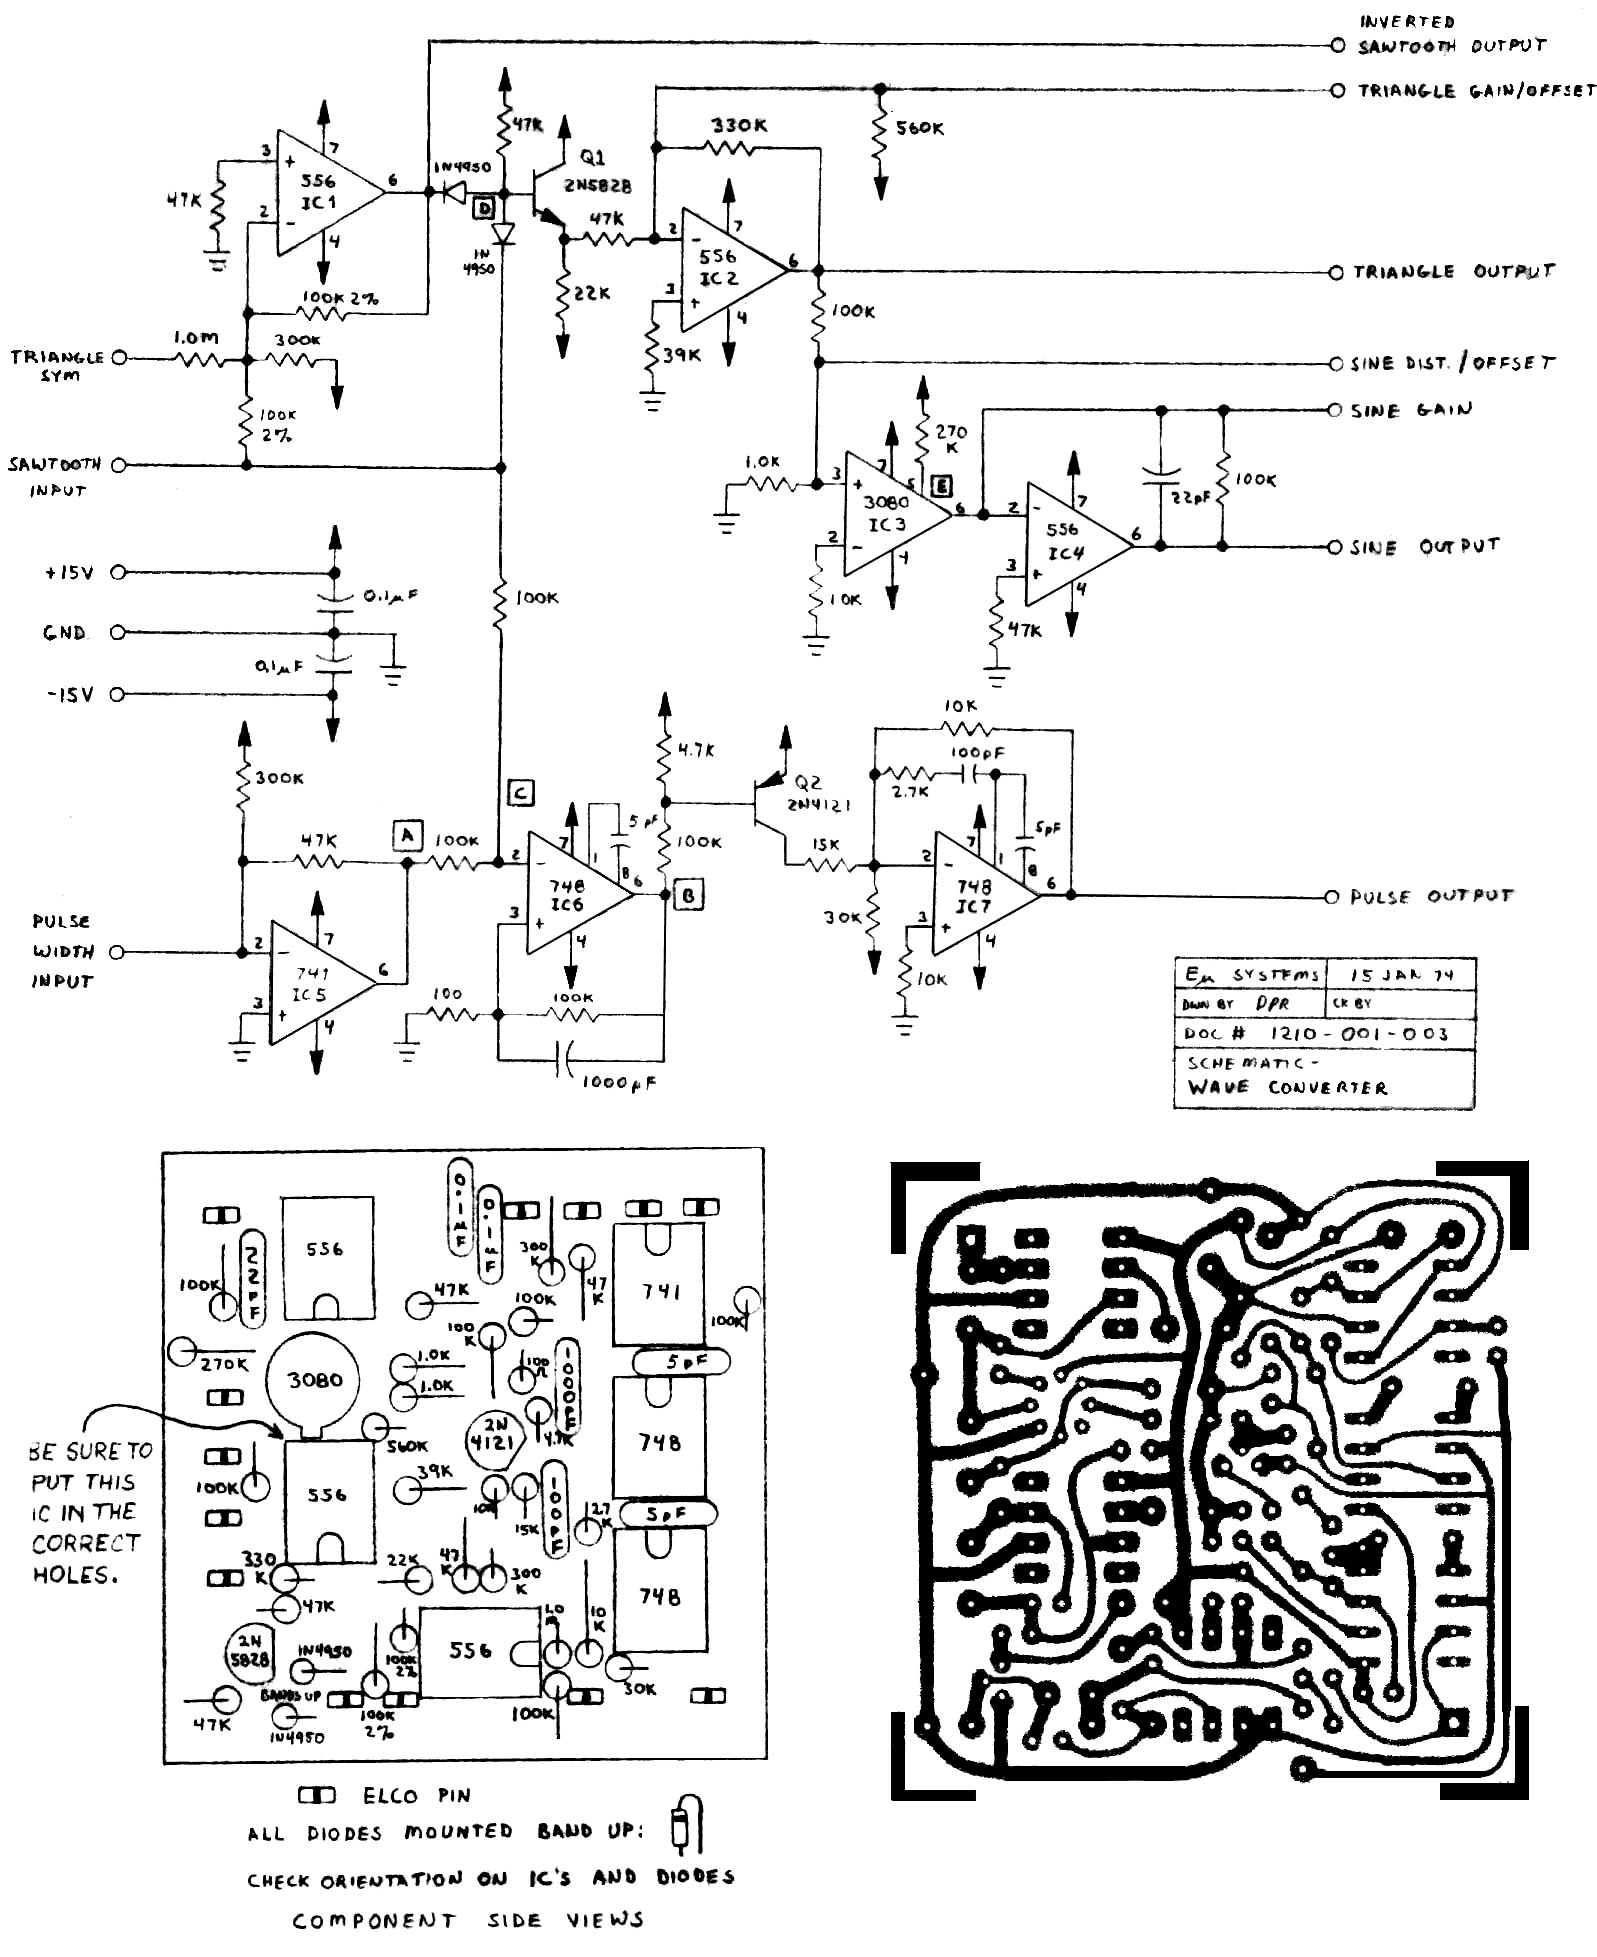 INVERTED
SAWTOOTH OUTPUT
TRIANGLE GAIN/OFFSET
47K
560K
330K
3
+
7
556
IC1
6
2
-
4
47K
1N4950
Q1
2N5828
D
1N
4950
47K
22K
2
-
7
556
IC2
6
3
+
4
39K
TRIANGLE OUTPUT
100K 2%
1.0M
300K
TRIANGLE
SYM
100K
2%
100K
SINE DIST. / OFFSET
SINE GAIN
SAWTOOTH
INPUT
270
K
1.0K
3
+
7
5
E
3080
IC3
6
2
-
4
10K
2
-
7
556
IC4
6
3
+
4
47K
22pF
100K
SINE OUTPUT
+15V
0.1µF
GND.
0.1µF
-15V
100K
300K
47K
A
100K
C
PULSE
WIDTH
INPUT
2
-
7
741
IC5
6
3
+
4
2
-
7
1
5 pF
8
748
IC6
6
3
+
4
B
4.7K
100K
100
100K
1000pF
Q2
2N4121
15K
30K
10K
100pF
2.7K
5pF
2
-
7
1
8
748
IC7
6
3
+
4
10K
PULSE OUTPUT
Eµ SYSTEMS 15 JAN 74
DWN BY DPR CK BY
DOC # 1210-001-003
SCHEMATIC-
WAVE CONVERTER
0.1µF
0.1µF
556
22PF
100K
300
K
47
K
741
100K
47K
100K
100
K
270K
3080
1.0K
1.0K
100
Ω
1000PF
5pF
2N
4121
4.7K
748
560K
BE SURE TO
PUT THIS
IC IN THE
CORRECT
HOLES.
100K
556
39K
10K
15K
100PF
2.7
K
5pF
748
330
K
22K
47
K
300
K
47K
2N
5828
1N4950
BANDS UP
100K
2%
556
1.0
M
10
K
30K
47K
1N4950
100K
2%
100K
ELCO PIN
ALL DIODES MOUNTED BAND UP:
CHECK ORIENTATION ON IC'S AND DIODES
COMPONENT SIDE VIEWS